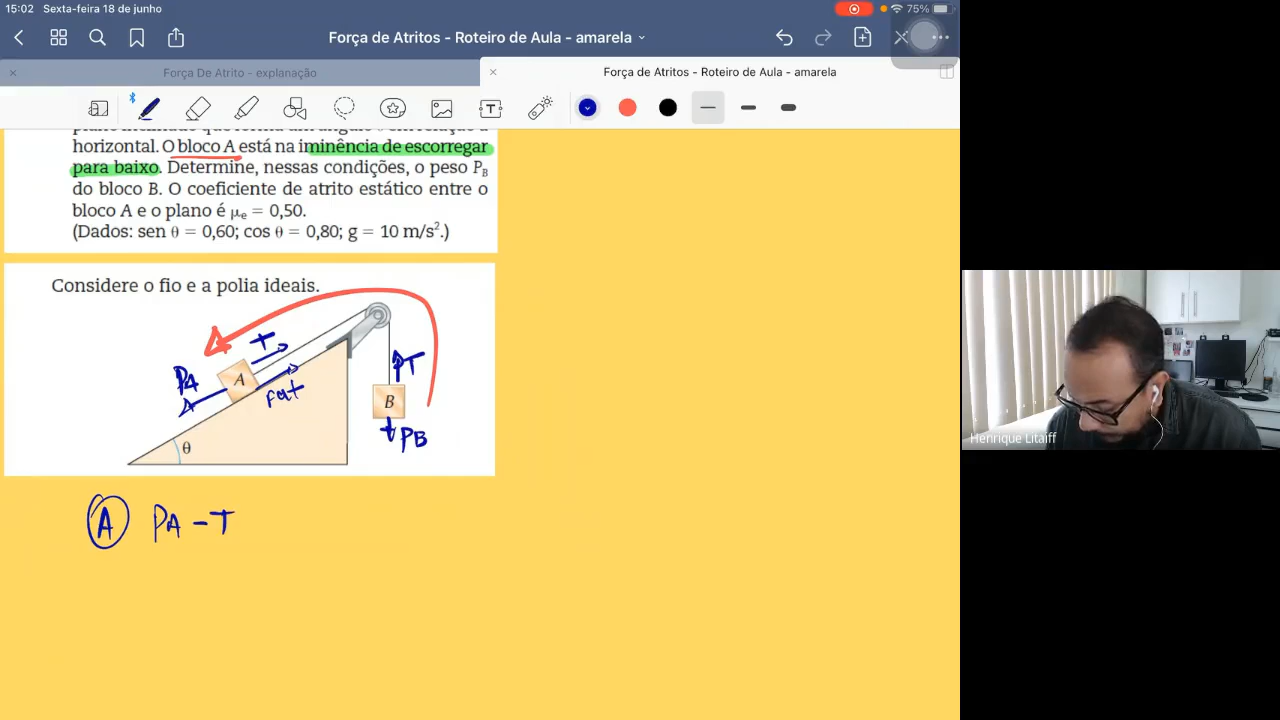 15:02 Sexta-feira 18 de junho
75%
Força de Atritos - Roteiro de Aula - amarela
Força De Atrito - explanação
Força de Atritos - Roteiro de Aula - amarela
horizontal. O bloco A está na iminência de escorregar
para baixo. Determine, nessas condições, o peso PB
do bloco B. O coeficiente de atrito estático entre o
bloco A e o plano é μe = 0,50.
(Dados: sen θ = 0,60; cos θ = 0,80; g = 10 m/s².)
Considere o fio e a polia ideais.
T
PA
A
Fat
T
B
PB
θ
A PA - T
Henrique Litaiff